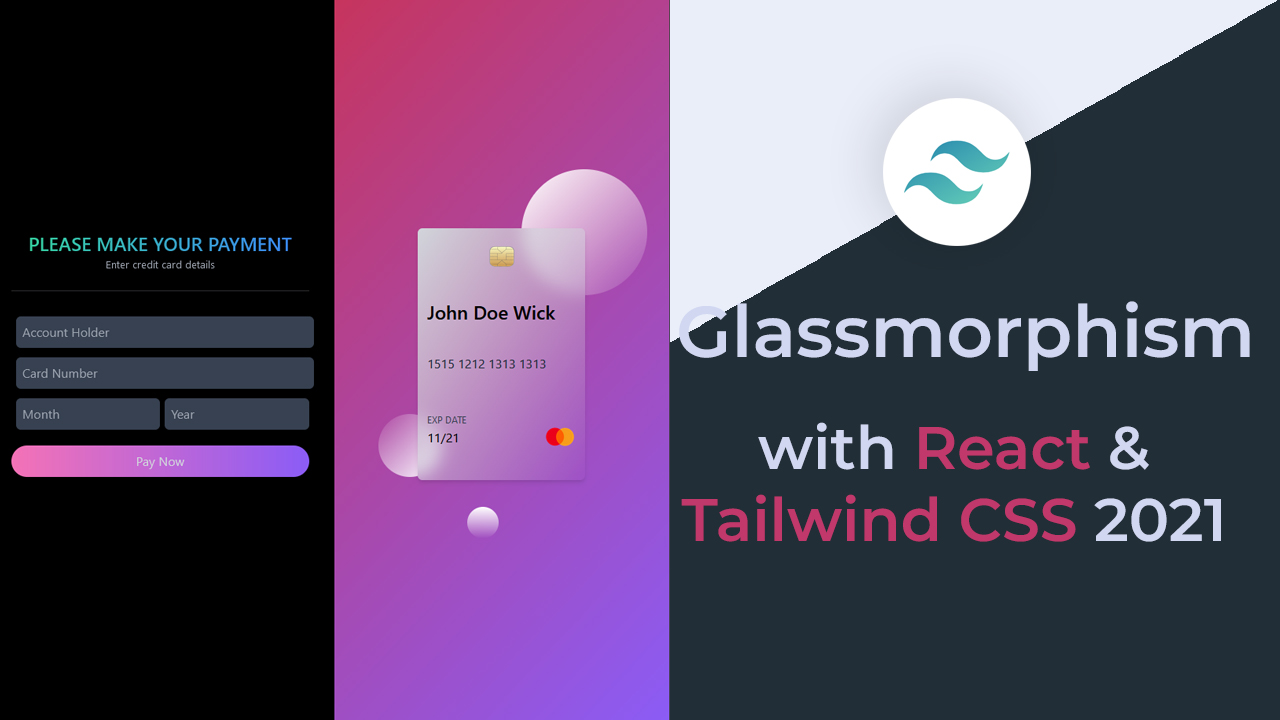 PLEASE MAKE YOUR PAYMENT
Enter credit card details
Account Holder
Card Number
Month
Year
Pay Now
John Doe Wick
1515 1212 1313 1313
EXP DATE
11/21
Glassmorphism
with React &
Tailwind CSS 2021